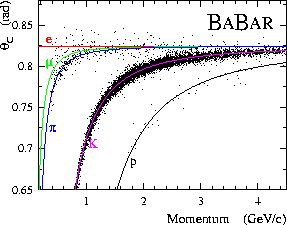 θC (rad)
BABAR
0.85
e
μ
0.8
π
0.75
K
p
0.7
0.65
1 2 3 4
Momentum (GeV/c)